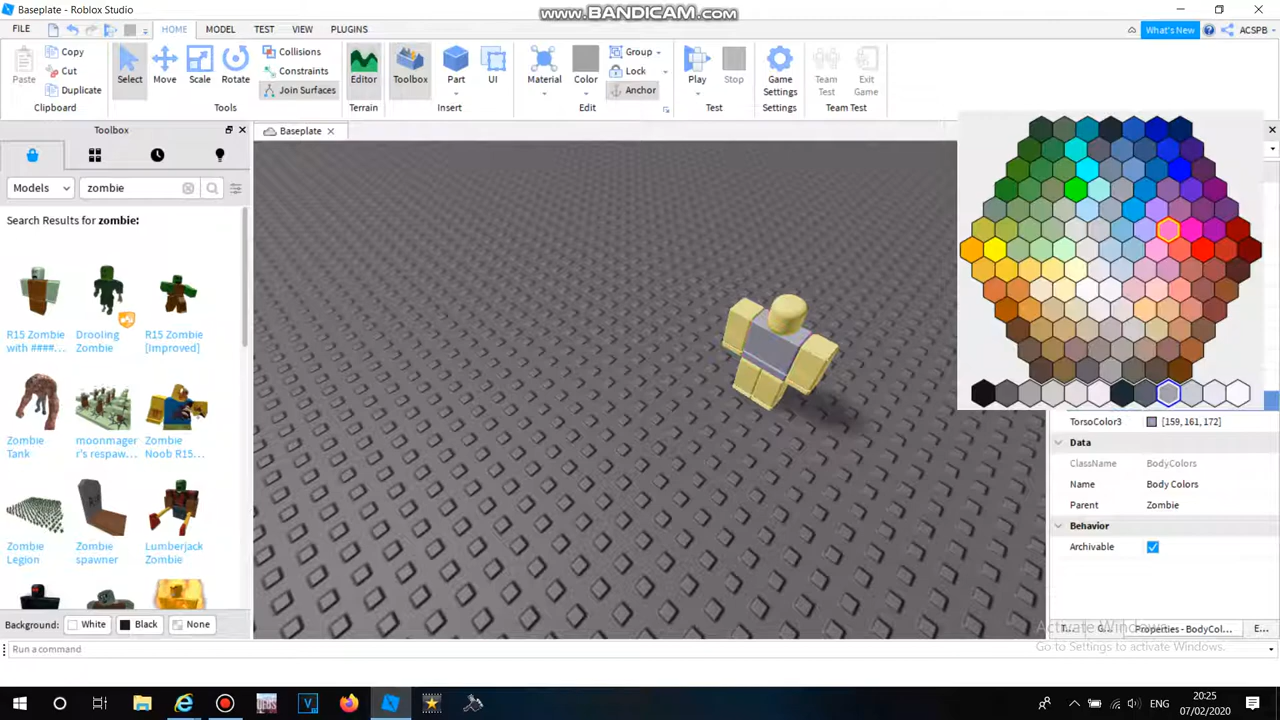 Baseplate - Roblox Studio
www.BANDICAM.com
FILE HOME MODEL TEST VIEW PLUGINS
What's New ACSPB
Copy
Cut
Duplicate
Paste
Clipboard
Select Move Scale Rotate
Collisions
Constraints
Join Surfaces
Tools
Editor
Terrain
Toolbox Part UI
Insert
Material Color
Group
Lock
Anchor
Edit
Play Stop
Test
Game Settings
Settings
Team Test
Exit Game
Team Test
Toolbox
Baseplate
Models zombie
Search Results for zombie:
R15 Zombie with ####...
Drooling Zombie
R15 Zombie [Improved]
Zombie Tank
moonmager's respaw...
Zombie Noob R15...
Zombie Legion
Zombie spawner
Lumberjack Zombie
Background: White Black None
Run a command
TorsoColor3 [159, 161, 172]
Data
ClassName BodyColors
Name Body Colors
Parent Zombie
Behavior
Archivable
Activate Windows
Go to Settings to activate Windows.
T... Properties - BodyCol... E...
ENG
20:25
07/02/2020